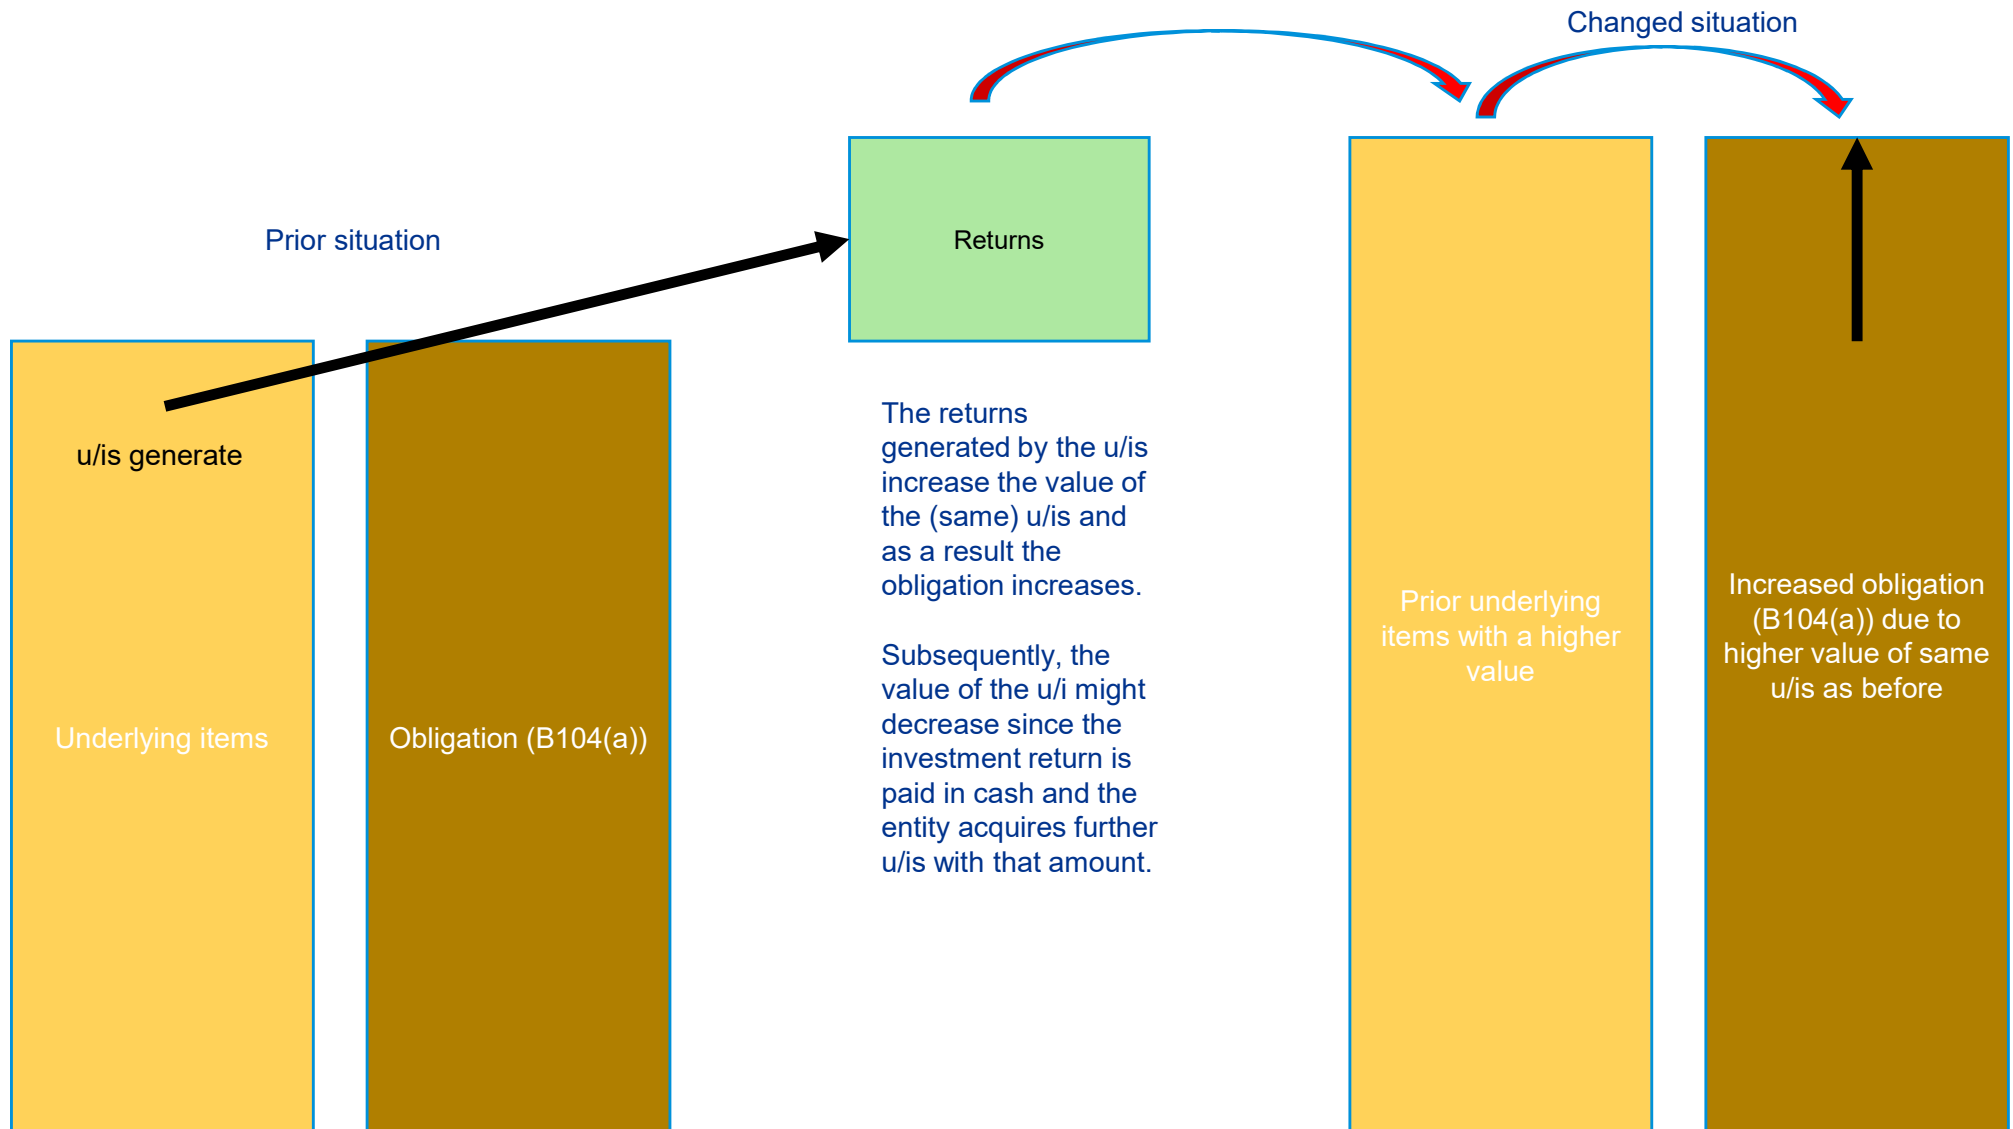 Changed situation
Prior situation
Returns
u/is generate
Underlying items
Obligation (B104(a))
The returns
generated by the u/is
increase the value of
the (same) u/is and
as a result the
obligation increases.
Subsequently, the
value of the u/i might
decrease since the
investment return is
paid in cash and the
entity acquires further
u/is with that amount.
Prior underlying
items with a higher
value
Increased obligation
(B104(a)) due to
higher value of same
u/is as before